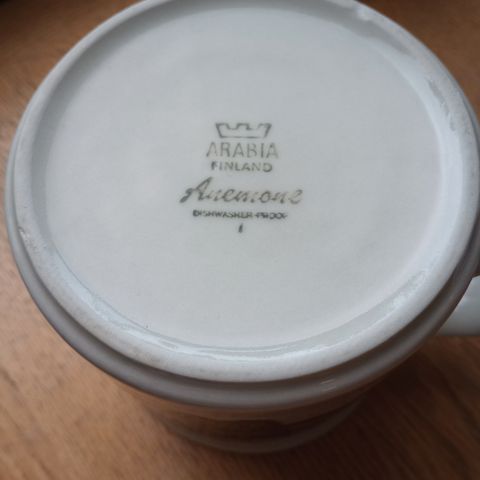 ARABIA
FINLAND
Anemone
DISHWASHER-PROOF